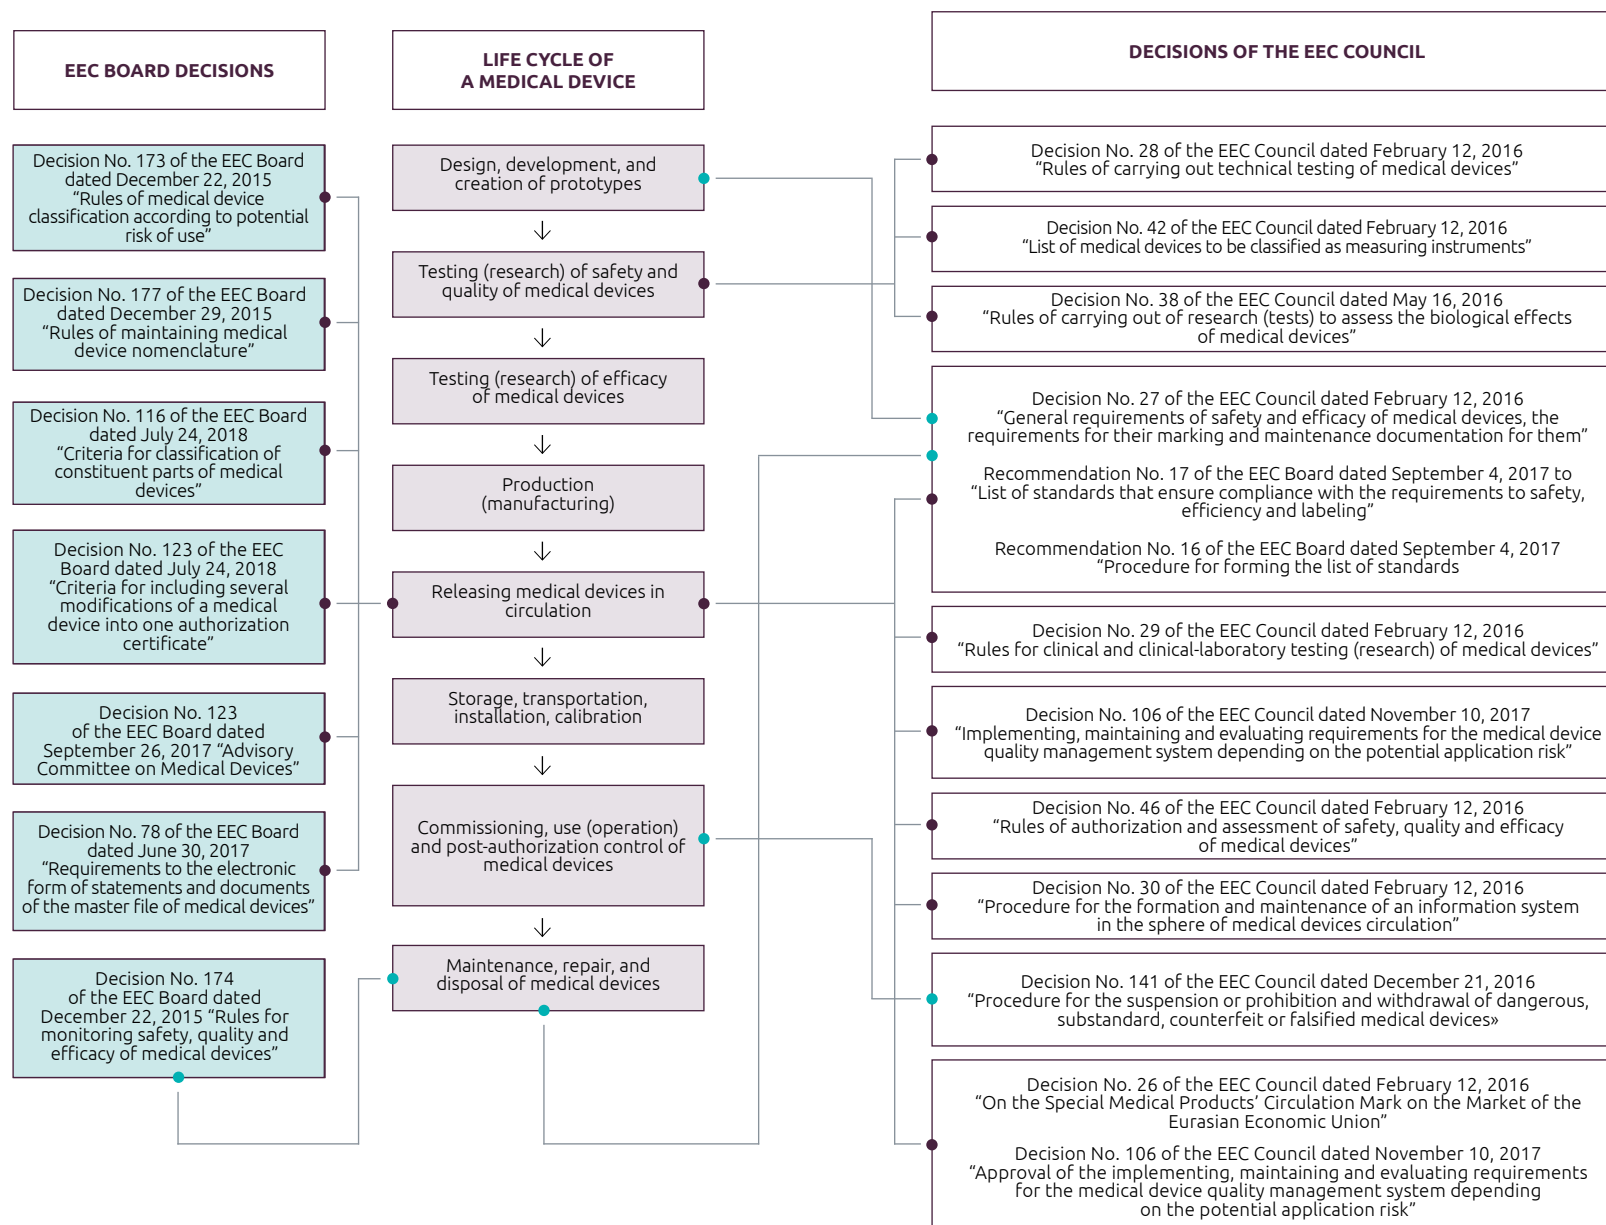 EEC BOARD DECISIONS
Decision No. 173 of the EEC Board
dated December 22, 2015
“Rules of medical device
classification according to potential
risk of use”
Decision No. 177 of the EEC Board
dated December 29, 2015
“Rules of maintaining medical
device nomenclature”
Decision No. 116 of the EEC Board
dated July 24, 2018
“Criteria for classification of
constituent parts of medical
devices”
Decision No. 123 of the EEC
Board dated July 24, 2018
“Criteria for including several
modifications of a medical
device into one authorization
certificate”
Decision No. 123
of the EEC Board dated
September 26, 2017 “Advisory
Committee on Medical Devices”
Decision No. 78 of the EEC Board
dated June 30, 2017
“Requirements to the electronic
form of statements and documents
of the master file of medical devices”
Decision No. 174
of the EEC Board dated
December 22, 2015 “Rules for
monitoring safety, quality and
efficacy of medical devices”
LIFE CYCLE OF
A MEDICAL DEVICE
Design, development, and
creation of prototypes
Testing (research) of safety and
quality of medical devices
Testing (research) of efficacy
of medical devices
Production
(manufacturing)
Releasing medical devices in
circulation
Storage, transportation,
installation, calibration
Commissioning, use (operation)
and post-authorization control of
medical devices
Maintenance, repair, and
disposal of medical devices
DECISIONS OF THE EEC COUNCIL
Decision No. 28 of the EEC Council dated February 12, 2016
“Rules of carrying out technical testing of medical devices”
Decision No. 42 of the EEC Council dated February 12, 2016
“List of medical devices to be classified as measuring instruments”
Decision No. 38 of the EEC Council dated May 16, 2016
“Rules of carrying out of research (tests) to assess the biological effects
of medical devices”
Decision No. 27 of the EEC Council dated February 12, 2016
“General requirements of safety and efficacy of medical devices, the
requirements for their marking and maintenance documentation for them”
Recommendation No. 17 of the EEC Board dated September 4, 2017 to
“List of standards that ensure compliance with the requirements to safety,
efficiency and labeling”
Recommendation No. 16 of the EEC Board dated September 4, 2017
“Procedure for forming the list of standards
Decision No. 29 of the EEC Council dated February 12, 2016
“Rules for clinical and clinical-laboratory testing (research) of medical devices”
Decision No. 106 of the EEC Council dated November 10, 2017
“Implementing, maintaining and evaluating requirements for the medical device
quality management system depending on the potential application risk”
Decision No. 46 of the EEC Council dated February 12, 2016
“Rules of authorization and assessment of safety, quality and efficacy
of medical devices”
Decision No. 30 of the EEC Council dated February 12, 2016
“Procedure for the formation and maintenance of an information system
in the sphere of medical devices circulation”
Decision No. 141 of the EEC Council dated December 21, 2016
“Procedure for the suspension or prohibition and withdrawal of dangerous,
substandard, counterfeit or falsified medical devices»
Decision No. 26 of the EEC Council dated February 12, 2016
“On the Special Medical Products’ Circulation Mark on the Market of the
Eurasian Economic Union”
Decision No. 106 of the EEC Council dated November 10, 2017
“Approval of the implementing, maintaining and evaluating requirements
for the medical device quality management system depending
on the potential application risk”